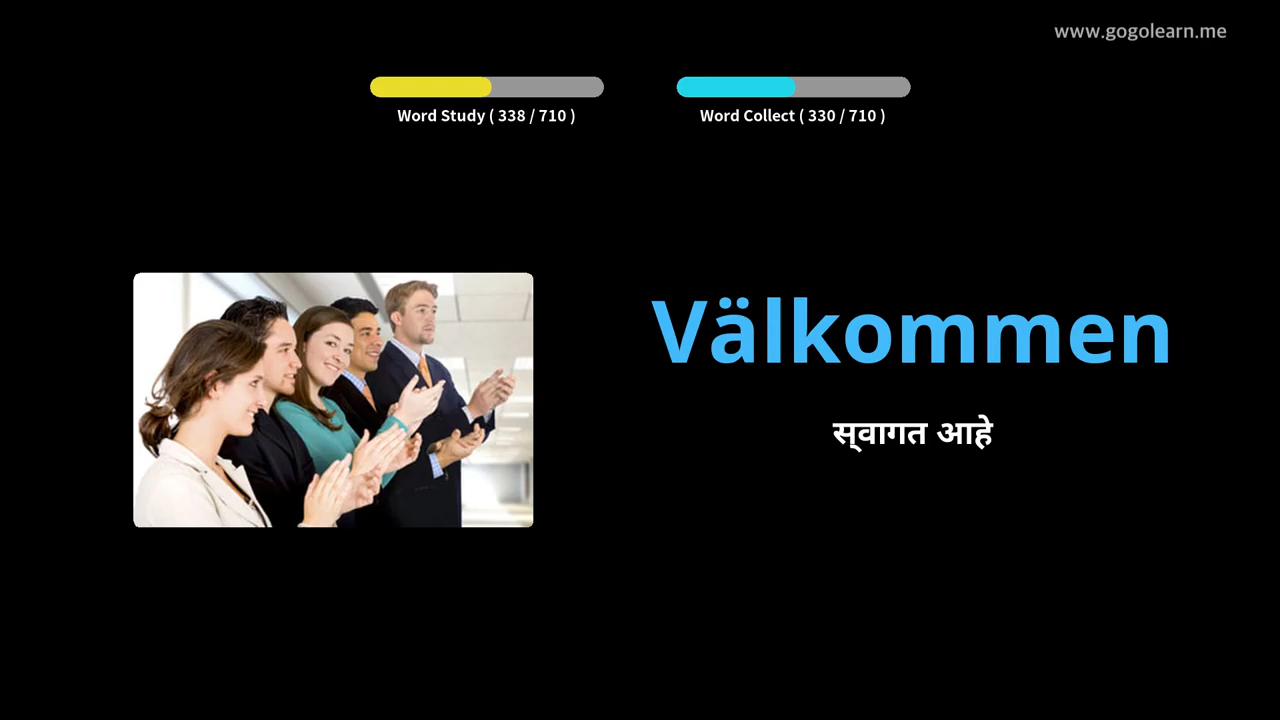 www.gogolearn.me
Word Study ( 338 / 710 )
Word Collect ( 330 / 710 )
Välkommen
स्वागत आहे